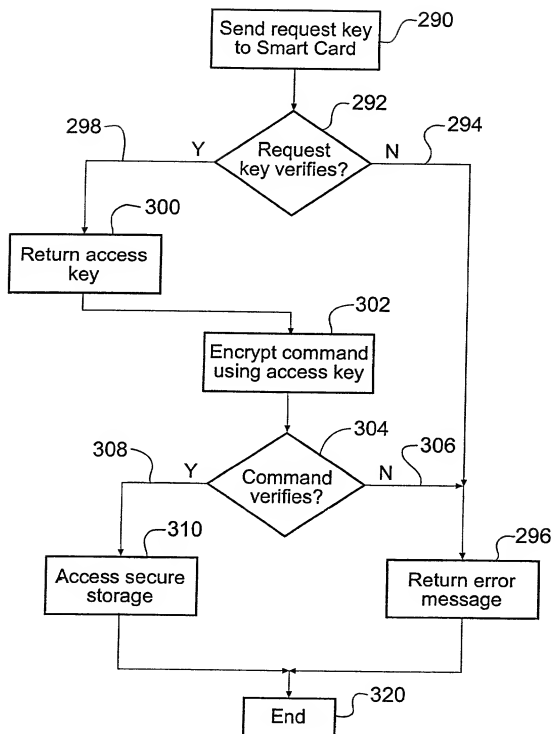 Send request key
to Smart Card
290
292
298
Y
Request
key verifies?
N
294
300
Return access
key
302
Encrypt command
using access key
304
308
Y
Command
verifies?
N
306
310
Access secure
storage
296
Return error
message
320
End